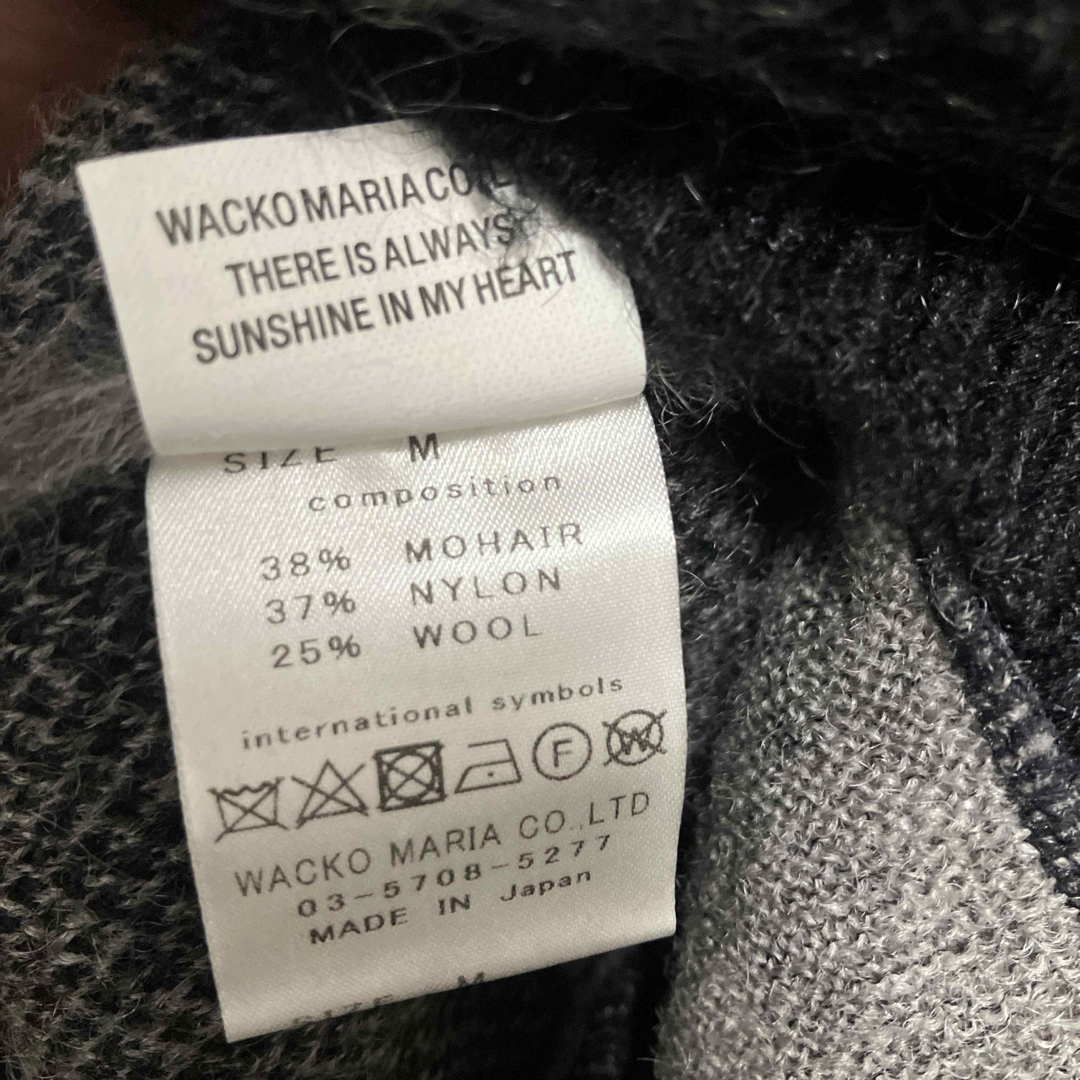 WACKO MARIA CO.,L
THERE IS ALWAYS
SUNSHINE IN MY HEART
SIZE M
composition
38% MOHAIR
37% NYLON
25% WOOL
international symbols
F W
WACKO MARIA CO.,LTD
03-5708-5277
MADE IN Japan
SIZE M